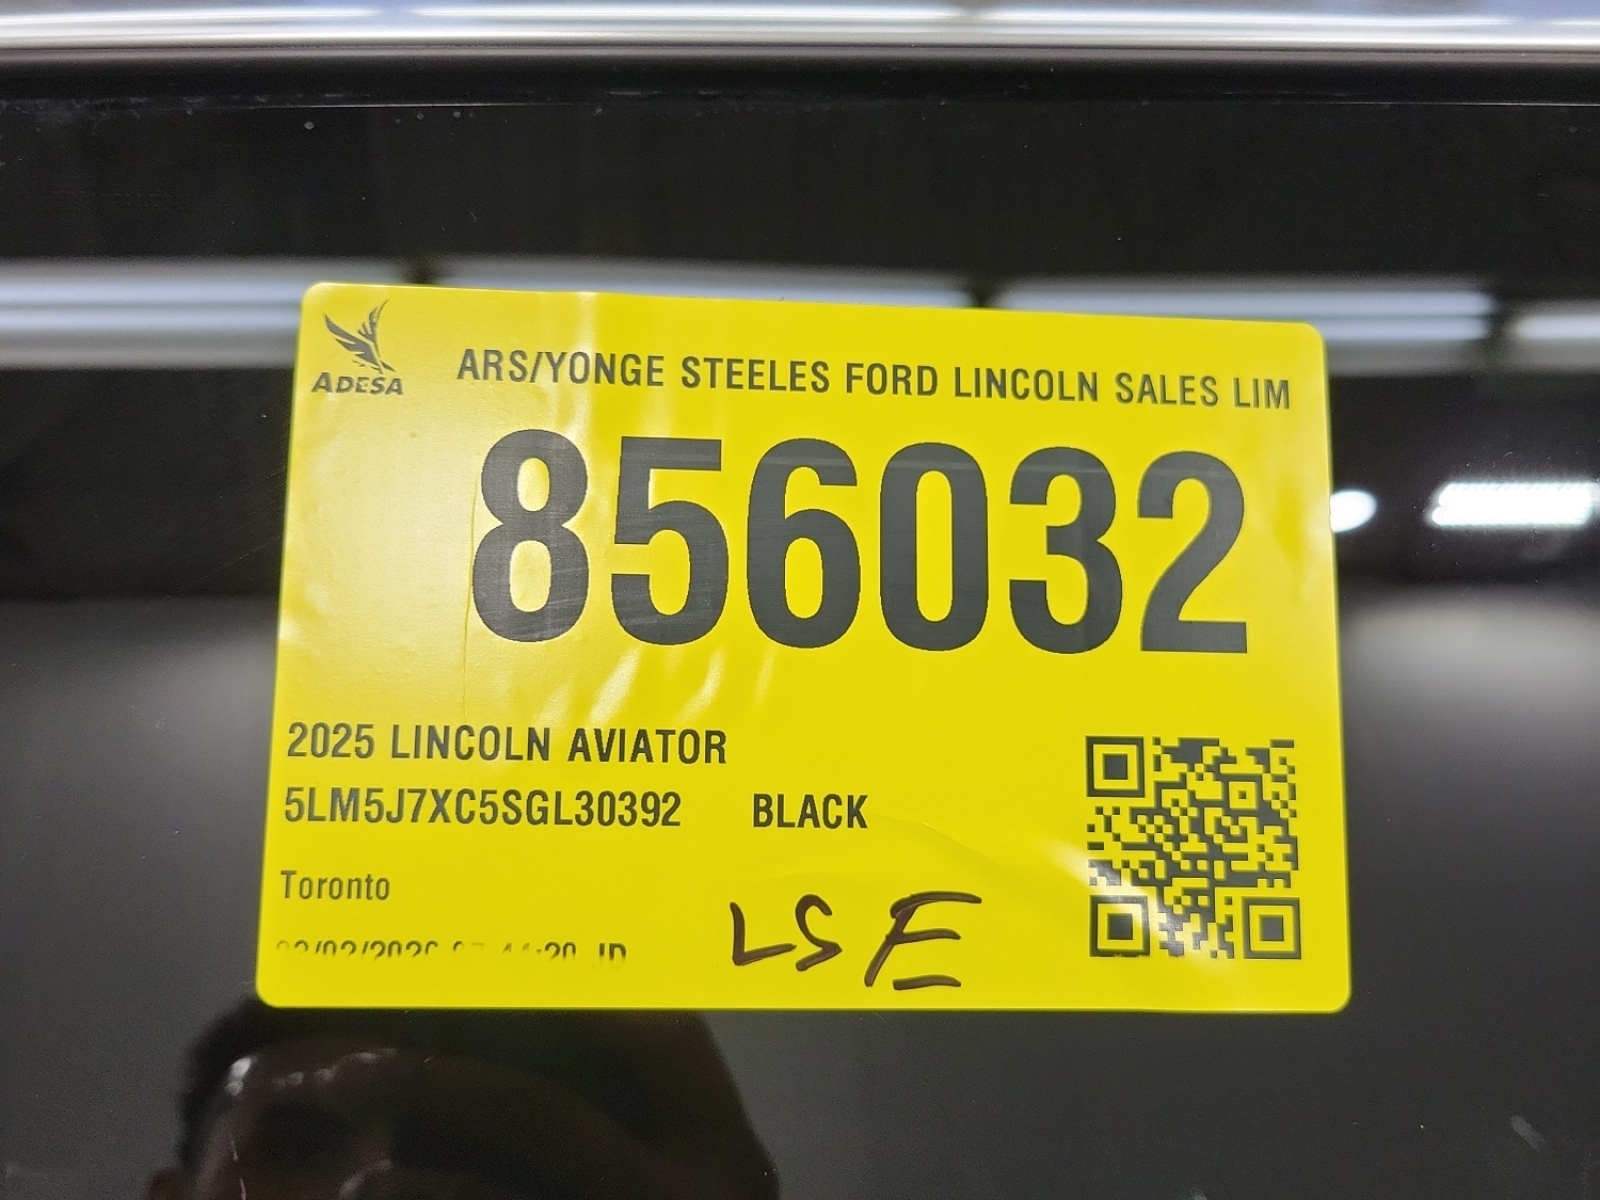 ADESA
ARS/YONGE STEELES FORD LINCOLN SALES LIM
856032
2025 LINCOLN AVIATOR
5LM5J7XC5SGL30392 BLACK
Toronto
LSE